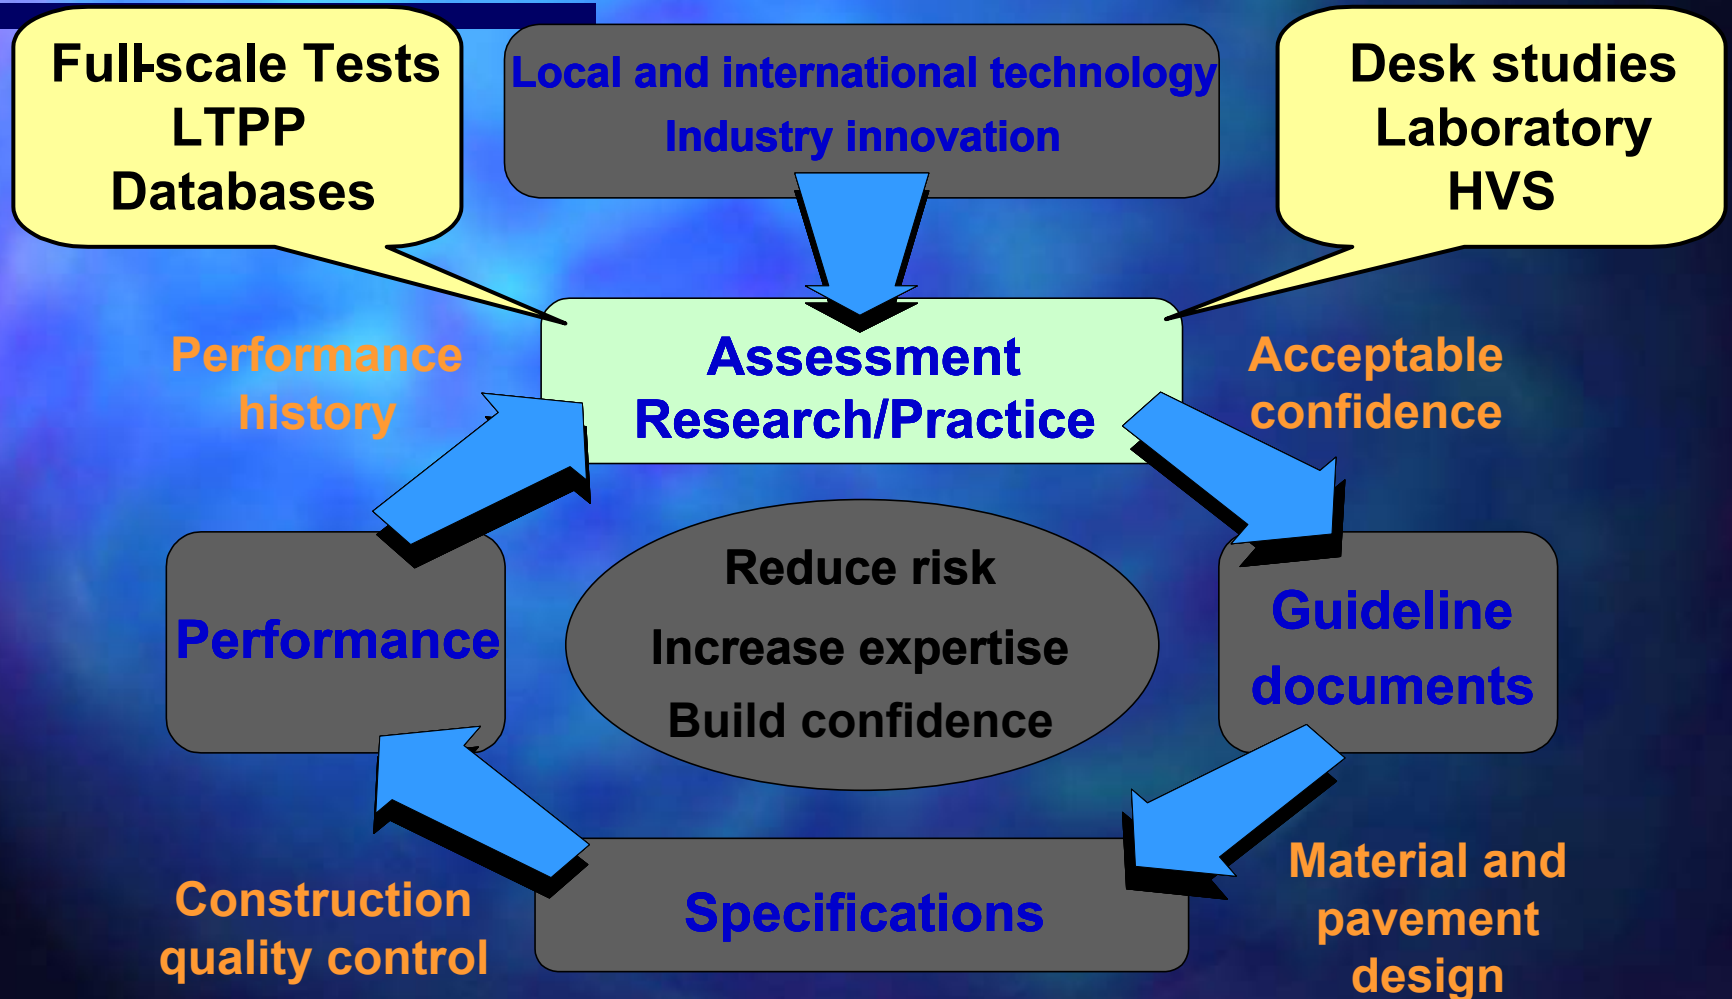 Full-scale Tests
LTPP
Databases
Local and international technology
Industry innovation
Desk studies
Laboratory
HVS
Assessment
Research/Practice
Performance
history
Acceptable
confidence
Reduce risk
Increase expertise
Build confidence
Performance
Guideline
documents
Specifications
Construction
quality control
Material and
pavement
design